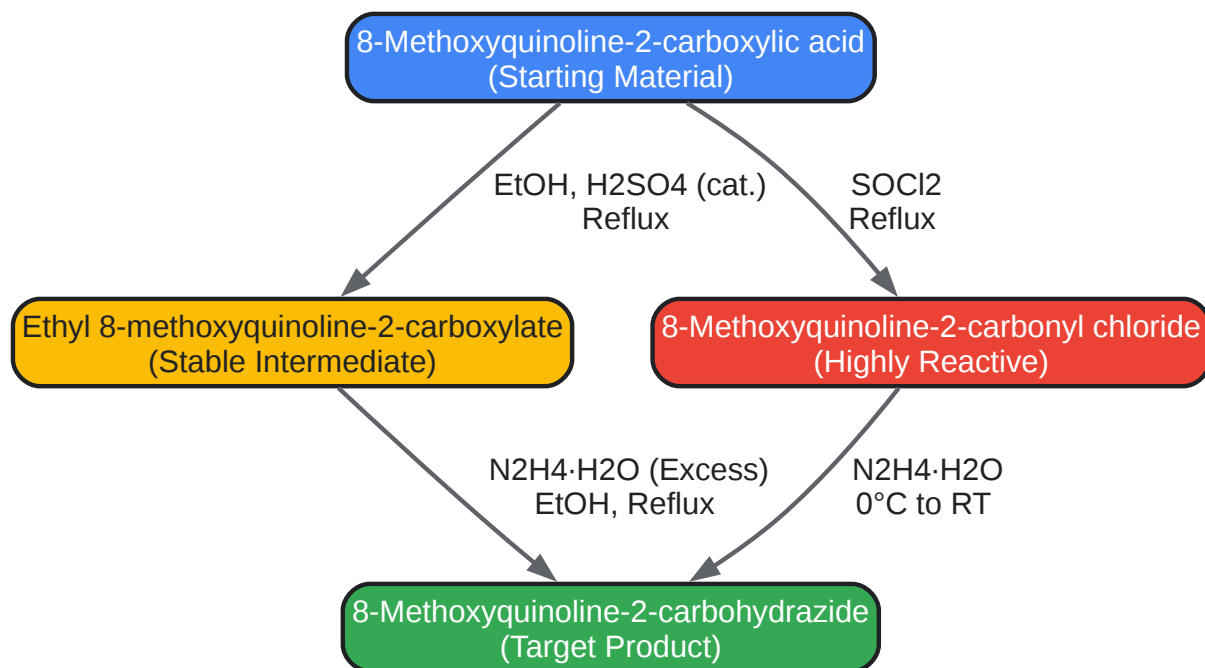 8-Methoxyquinoline-2-carboxylic acid
(Starting Material)
EtOH, H2SO4 (cat.)
Reflux
SOCl2
Reflux
Ethyl 8-methoxyquinoline-2-carboxylate
(Stable Intermediate)
8-Methoxyquinoline-2-carbonyl chloride
(Highly Reactive)
N2H4·H2O (Excess)
EtOH, Reflux
N2H4·H2O
0°C to RT
8-Methoxyquinoline-2-carbohydrazide
(Target Product)